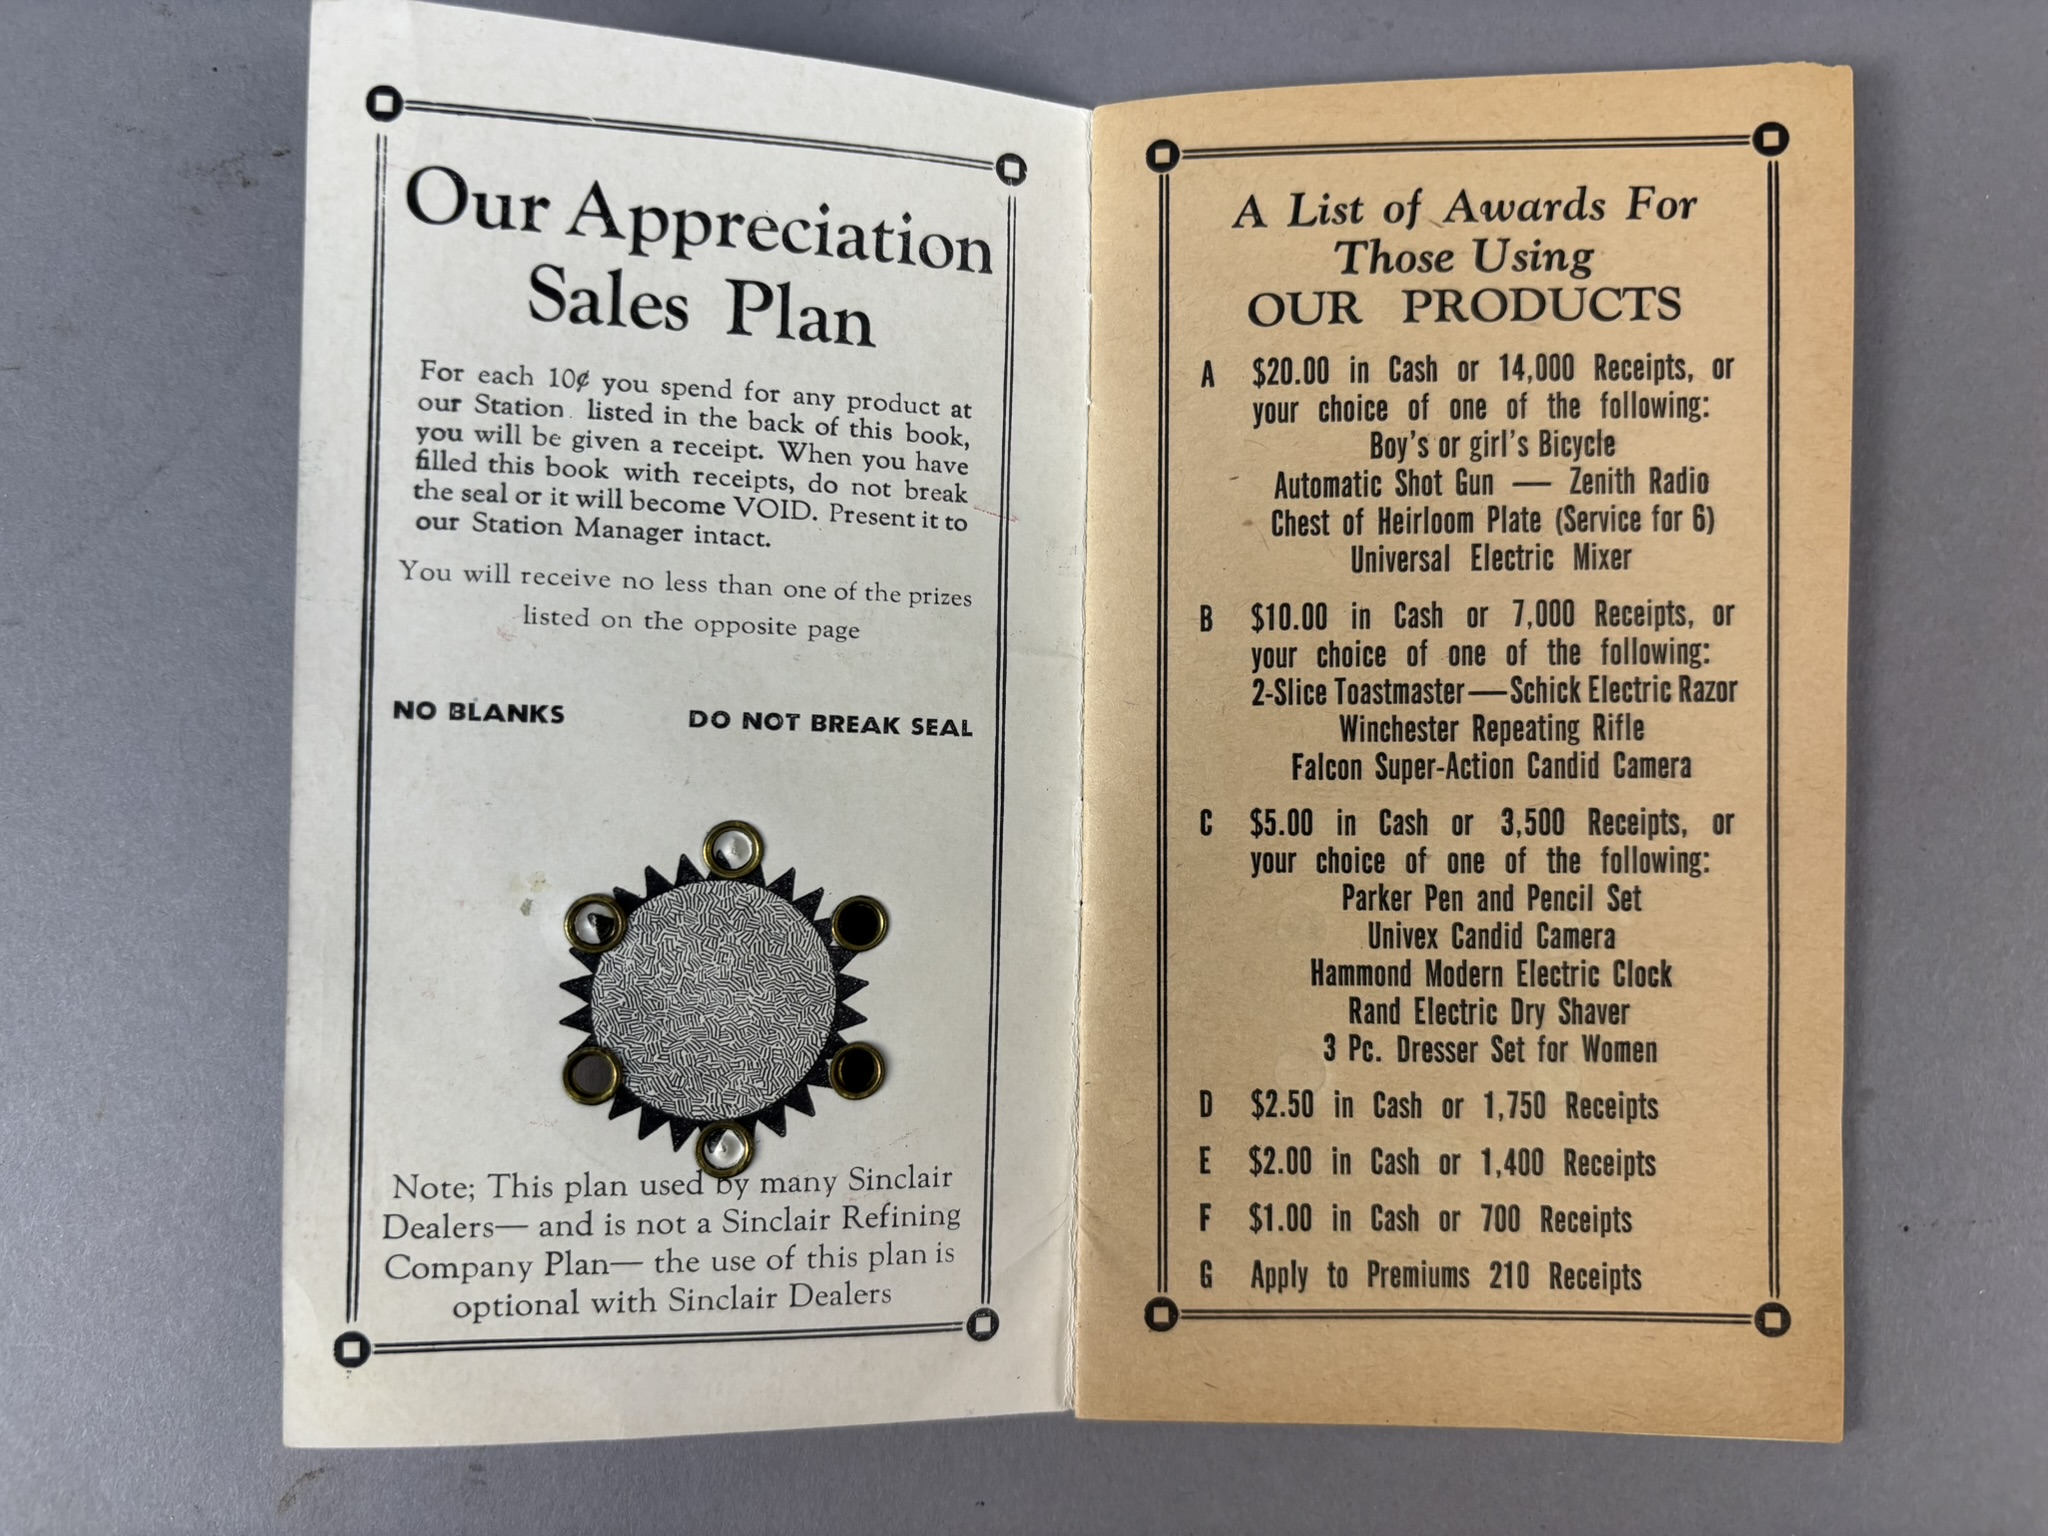 Our Appreciation
Sales Plan
For each 10¢ you spend for any product at
our Station listed in the back of this book,
you will be given a receipt. When you have
filled this book with receipts, do not break
the seal or it will become VOID. Present it to
our Station Manager intact.
You will receive no less than one of the prizes
listed on the opposite page
NO BLANKS DO NOT BREAK SEAL
Note; This plan used by many Sinclair
Dealers— and is not a Sinclair Refining
Company Plan— the use of this plan is
optional with Sinclair Dealers
A List of Awards For
Those Using
OUR PRODUCTS
A $20.00 in Cash or 14,000 Receipts, or
your choice of one of the following:
Boy's or girl's Bicycle
Automatic Shot Gun — Zenith Radio
Chest of Heirloom Plate (Service for 6)
Universal Electric Mixer
B $10.00 in Cash or 7,000 Receipts, or
your choice of one of the following:
2-Slice Toastmaster—Schick Electric Razor
Winchester Repeating Rifle
Falcon Super-Action Candid Camera
C $5.00 in Cash or 3,500 Receipts, or
your choice of one of the following:
Parker Pen and Pencil Set
Univex Candid Camera
Hammond Modern Electric Clock
Rand Electric Dry Shaver
3 Pc. Dresser Set for Women
D $2.50 in Cash or 1,750 Receipts
E $2.00 in Cash or 1,400 Receipts
F $1.00 in Cash or 700 Receipts
G Apply to Premiums 210 Receipts